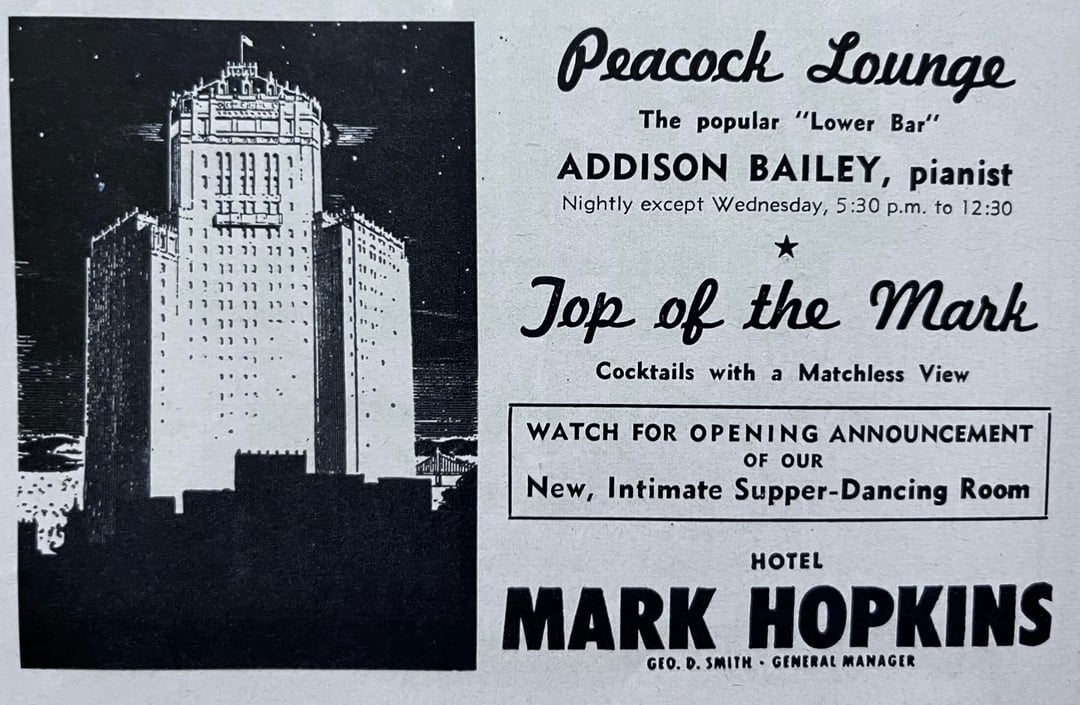 Peacock Lounge
The popular "Lower Bar"
ADDISON BAILEY, pianist
Nightly except Wednesday, 5:30 p.m. to 12:30
Top of the Mark
Cocktails with a Matchless View
WATCH FOR OPENING ANNOUNCEMENT
OF OUR
New, Intimate Supper-Dancing Room
HOTEL
MARK HOPKINS
GEO. D. SMITH · GENERAL MANAGER